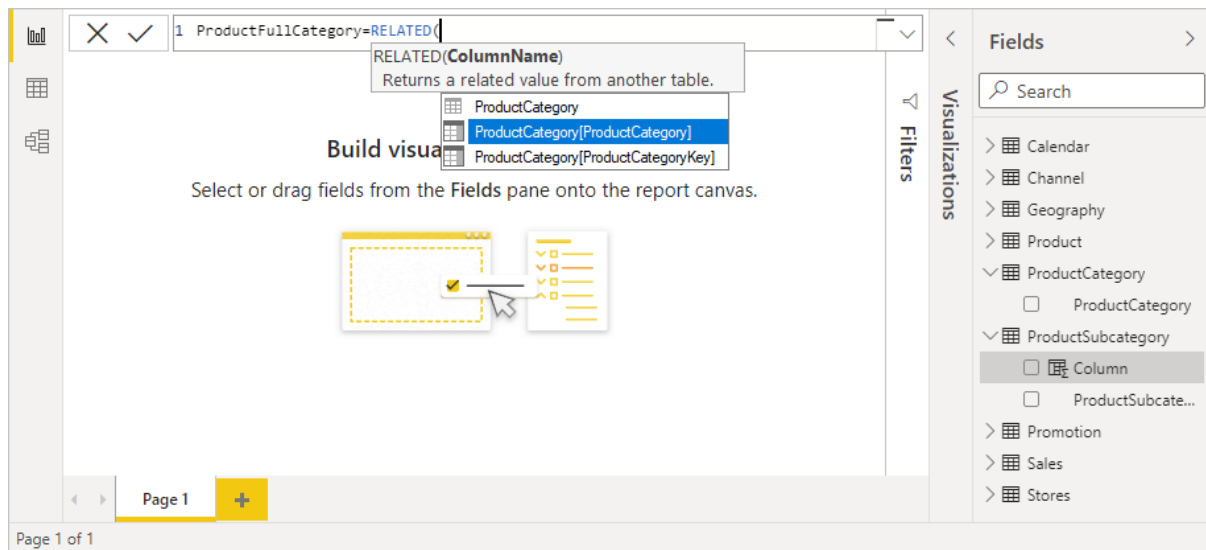 1 ProductFullCategory=RELATED(
RELATED(ColumnName)
Returns a related value from another table.
ProductCategory
ProductCategory[ProductCategory]
ProductCategory[ProductCategoryKey]
Build visua
Select or drag fields from the Fields pane onto the report canvas.
Filters
Visualizations
Fields
Search
Calendar
Channel
Geography
Product
ProductCategory
ProductCategory
ProductSubcategory
Column
ProductSubcate...
Promotion
Sales
Stores
Page 1
Page 1 of 1